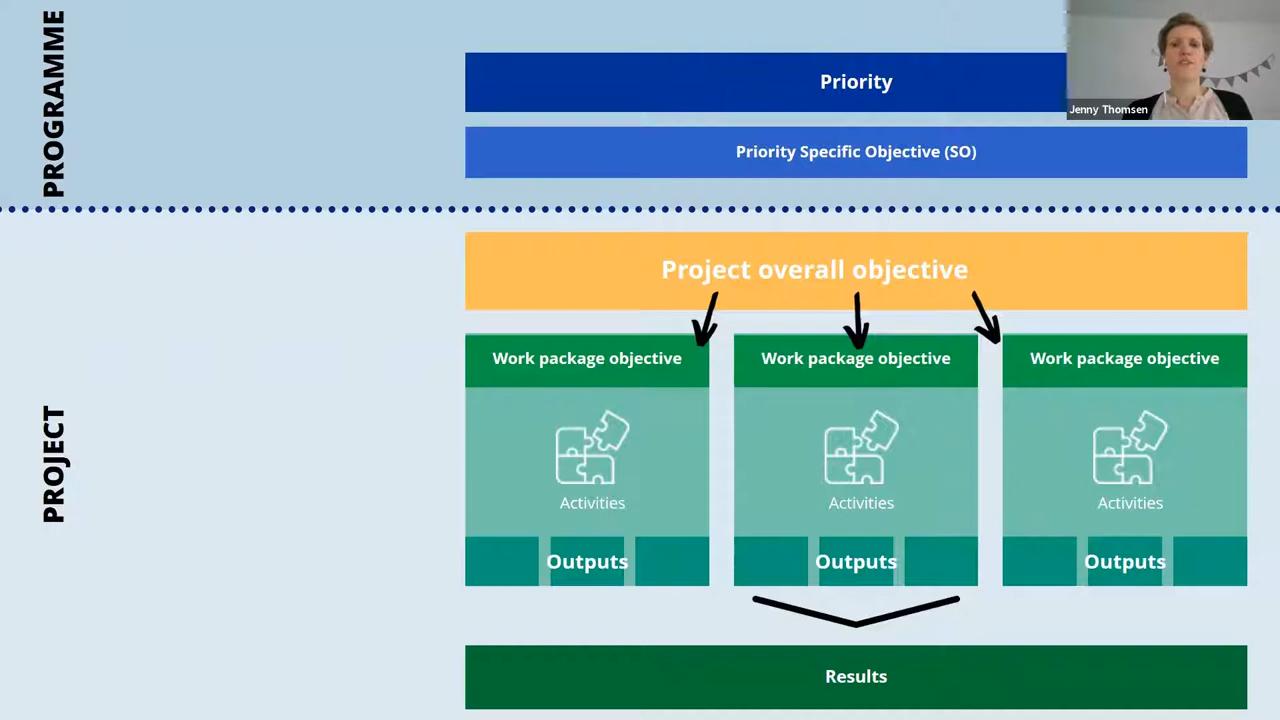 PROGRAMME
Priority
Jenny Thomsen
Priority Specific Objective (SO)
PROJECT
Project overall objective
Work package objective
Work package objective
Work package objective
Activities
Activities
Activities
Outputs
Outputs
Outputs
Results